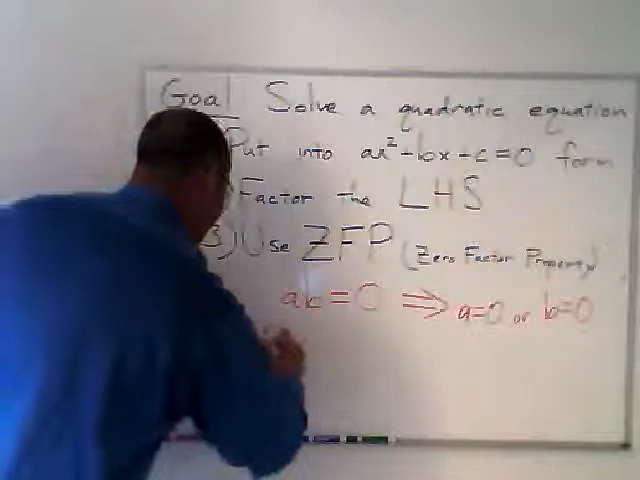 Goal Solve a quadratic equation
Put into ax²+bx+c=0 form
Factor the LHS
3) Use ZFP (Zero Factor Property)
ab=0 ⇒ a=0 or b=0